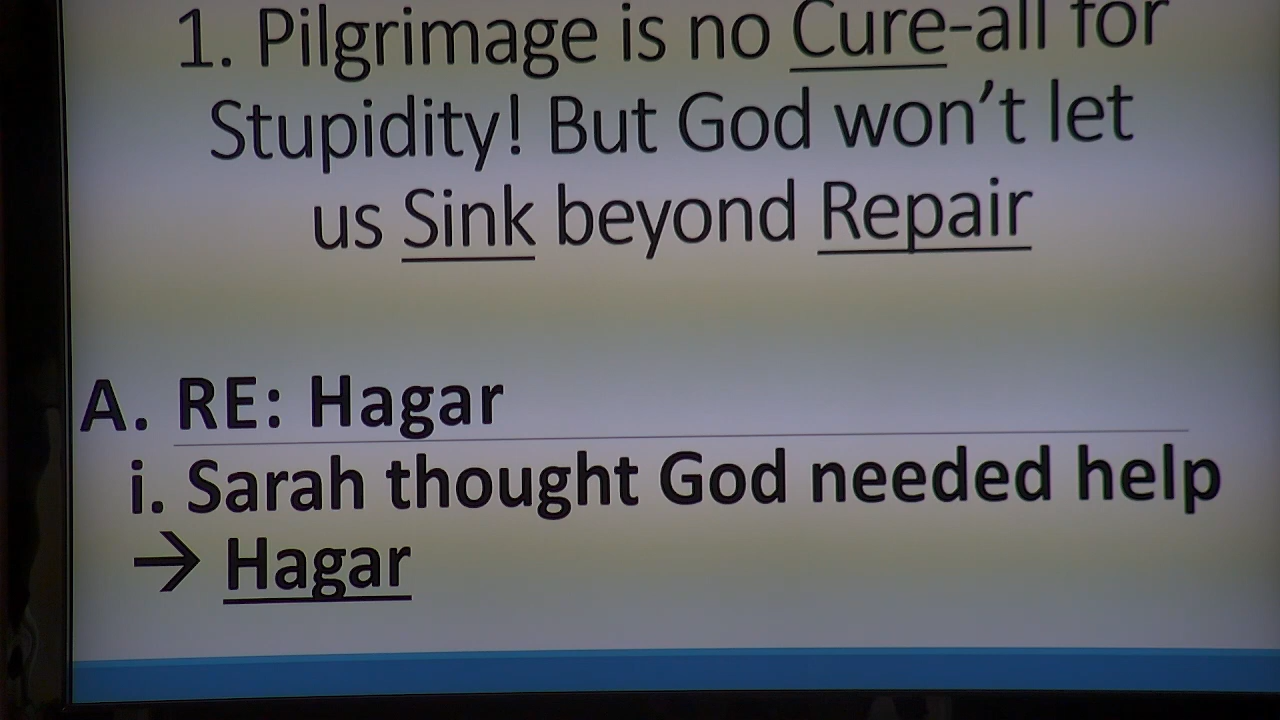 1. Pilgrimage is no Cure-all for
Stupidity! But God won’t let
us Sink beyond Repair
A. RE: Hagar
i. Sarah thought God needed help
→ Hagar